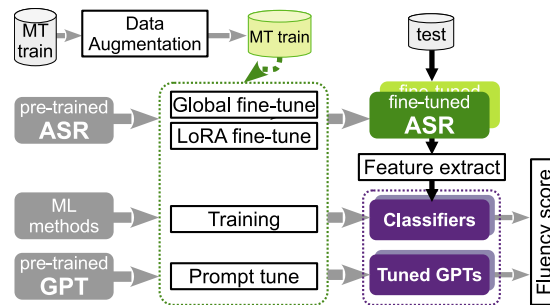 MT
train
Data
Augmentation
MT train
test
pre-trained
ASR
Global fine-tune
LoRA fine-tune
fine-tuned
fine-tuned
ASR
Feature extract
ML
methods
Training
Classifiers
pre-trained
GPT
Prompt tune
Tuned GPTs
Fluency score